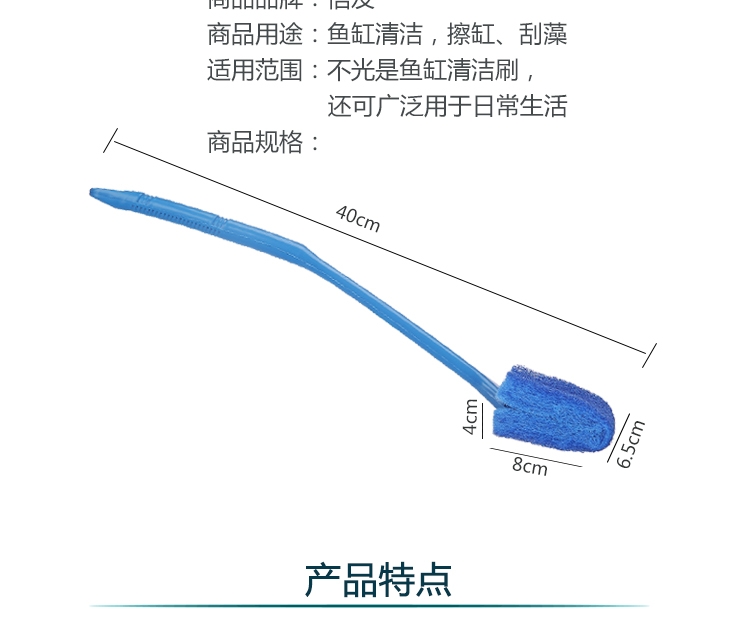 商品用途：鱼缸清洁，擦缸、刮藻
适用范围：不光是鱼缸清洁刷，
还可广泛用于日常生活
商品规格：
40cm
4cm
8cm
6.5cm
产品特点